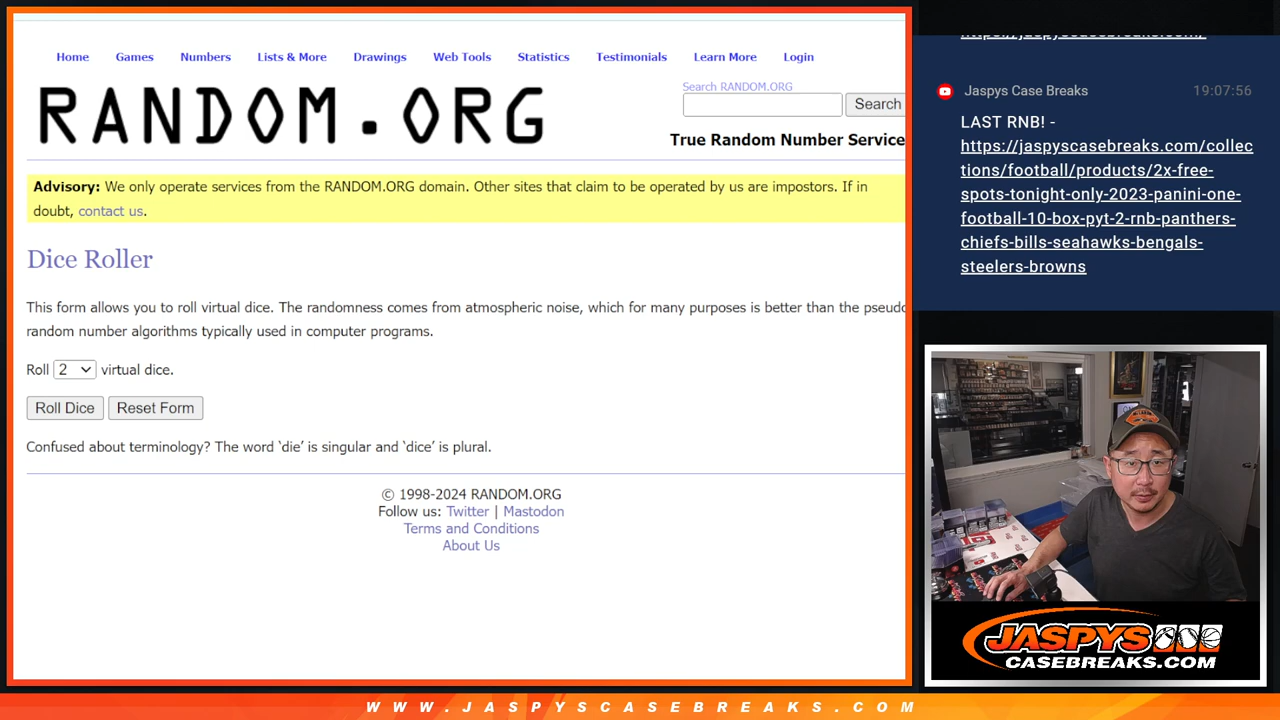 Home Games Numbers Lists & More Drawings Web Tools Statistics Testimonials Learn More Login
RANDOM.ORG
Search RANDOM.ORG
Search
True Random Number Service
Advisory: We only operate services from the RANDOM.ORG domain. Other sites that claim to be operated by us are impostors. If in
doubt, contact us.
Dice Roller
This form allows you to roll virtual dice. The randomness comes from atmospheric noise, which for many purposes is better than the pseudo
random number algorithms typically used in computer programs.
Roll 2 virtual dice.
Roll Dice Reset Form
Confused about terminology? The word ‘die’ is singular and ‘dice’ is plural.
© 1998-2024 RANDOM.ORG
Follow us: Twitter | Mastodon
Terms and Conditions
About Us
https://jaspyscasebreaks.com/
Jaspys Case Breaks 19:07:56
LAST RNB! -
https://jaspyscasebreaks.com/collec
tions/football/products/2x-free-
spots-tonight-only-2023-panini-one-
football-10-box-pyt-2-rnb-panthers-
chiefs-bills-seahawks-bengals-
steelers-browns
JASPYS
CASEBREAKS.COM
WWW.JASPYSCASEBREAKS.COM